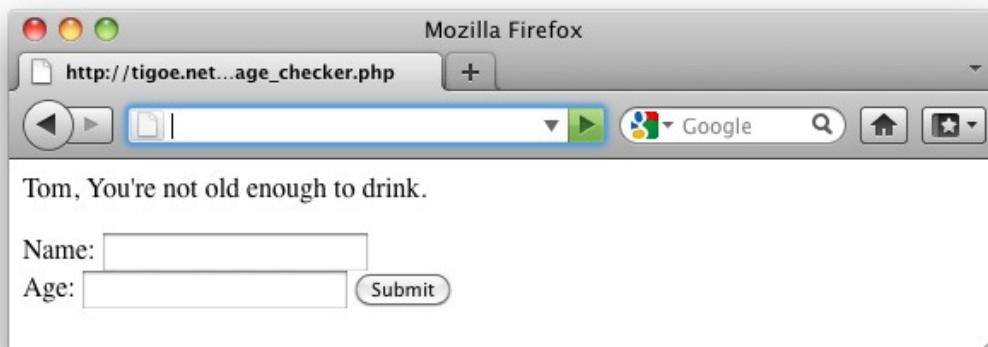 Mozilla Firefox
http://tigoe.net...age_checker.php
Google
Tom, You're not old enough to drink.
Name:
Age: Submit